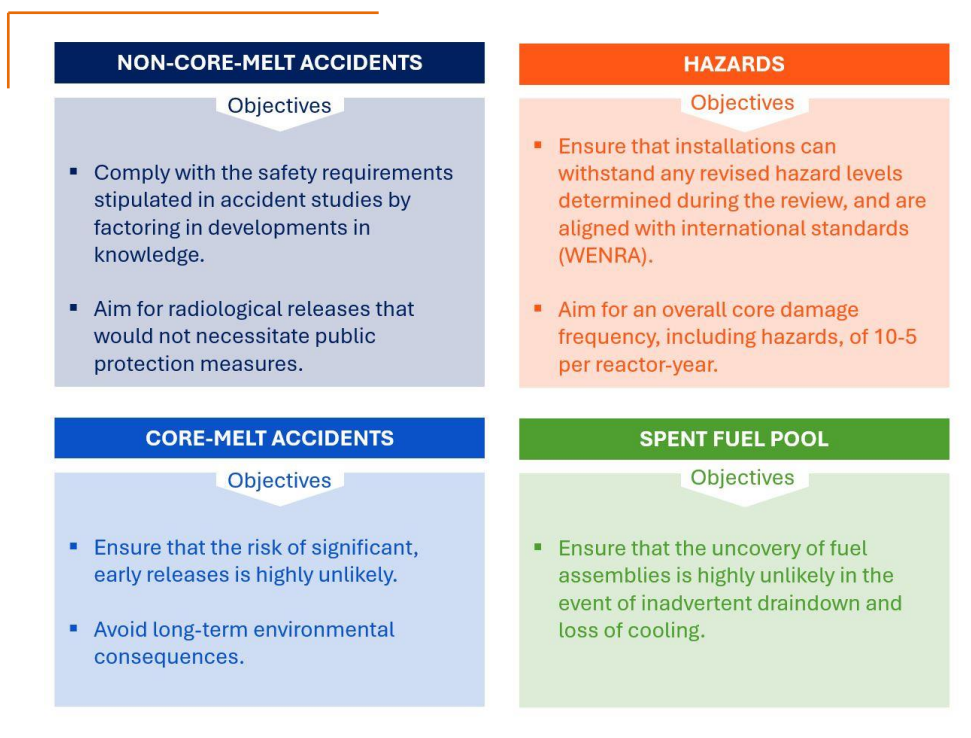 NON-CORE-MELT ACCIDENTS
Objectives
▪ Comply with the safety requirements
stipulated in accident studies by
factoring in developments in
knowledge.
▪ Aim for radiological releases that
would not necessitate public
protection measures.
HAZARDS
Objectives
▪ Ensure that installations can
withstand any revised hazard levels
determined during the review, and are
aligned with international standards
(WENRA).
▪ Aim for an overall core damage
frequency, including hazards, of 10-5
per reactor-year.
CORE-MELT ACCIDENTS
Objectives
▪ Ensure that the risk of significant,
early releases is highly unlikely.
▪ Avoid long-term environmental
consequences.
SPENT FUEL POOL
Objectives
▪ Ensure that the uncovery of fuel
assemblies is highly unlikely in the
event of inadvertent draindown and
loss of cooling.